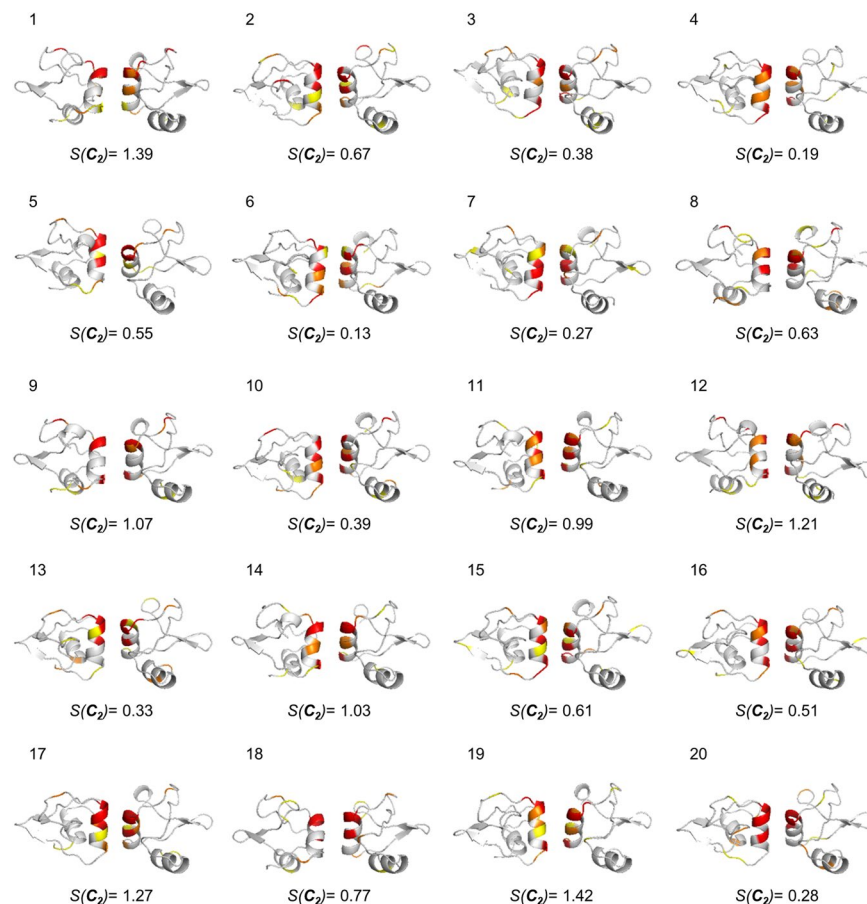 1 2 3 4
S(C₂)= 1.39 S(C₂)= 0.67 S(C₂)= 0.38 S(C₂)= 0.19
5 6 7 8
S(C₂)= 0.55 S(C₂)= 0.13 S(C₂)= 0.27 S(C₂)= 0.63
9 10 11 12
S(C₂)= 1.07 S(C₂)= 0.39 S(C₂)= 0.99 S(C₂)= 1.21
13 14 15 16
S(C₂)= 0.33 S(C₂)= 1.03 S(C₂)= 0.61 S(C₂)= 0.51
17 18 19 20
S(C₂)= 1.27 S(C₂)= 0.77 S(C₂)= 1.42 S(C₂)= 0.28